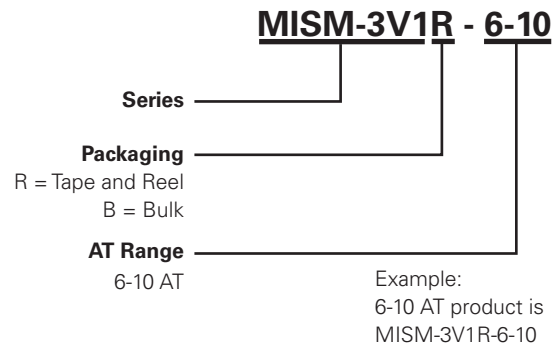 MISM-3V1R - 6-10
Series
Packaging
R = Tape and Reel
B = Bulk
AT Range
6-10 AT
Example:
6-10 AT product is
MISM-3V1R-6-10